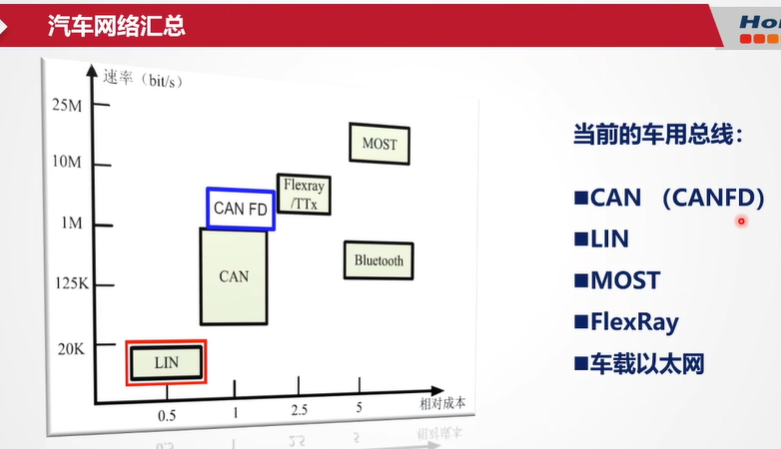 汽车网络汇总
速率（bit/s）
25M
10M
1M
125K
20K
MOST
Flexray
/TTx
CAN FD
CAN
Bluetooth
LIN
0.5
1
2.5
5
相对成本
当前的车用总线：
■CAN （CANFD）
■LIN
■MOST
■FlexRay
■车载以太网